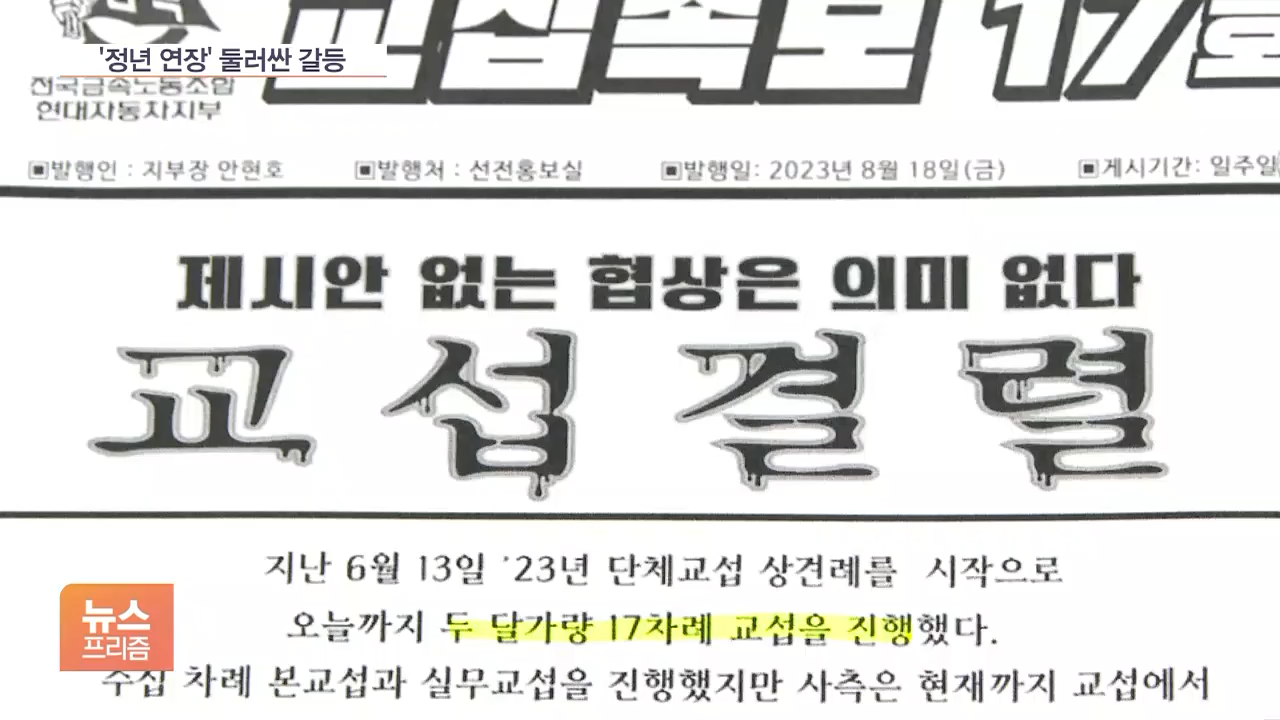 교섭속보 17호
'정년 연장' 둘러싼 갈등
전국금속노동조합
현대자동차지부
▣발행인 : 지부장 안현호 ▣발행처 : 선전홍보실 ▣발행일: 2023년 8월 18일(금) ▣게시기간: 일주일
제시안 없는 협상은 의미 없다
교섭결렬
지난 6월 13일 '23년 단체교섭 상견례를 시작으로
오늘까지 두 달가량 17차례 교섭을 진행했다.
수십 차례 본교섭과 실무교섭을 진행했지만 사측은 현재까지 교섭에서
뉴스
프리즘